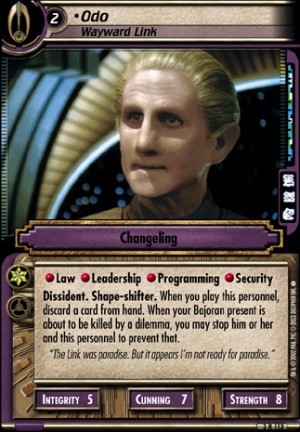 2
•Odo
Wayward Link
Changeling
Law Leadership Programming Security
Dissident. Shape-shifter. When you play this personnel,
discard a card from hand. When your Bajoran present is
about to be killed by a dilemma, you may stop him or her
and this personnel to prevent that.
"The Link was paradise. But it appears I'm not ready for paradise."
Integrity 5 Cunning 7 Strength 8